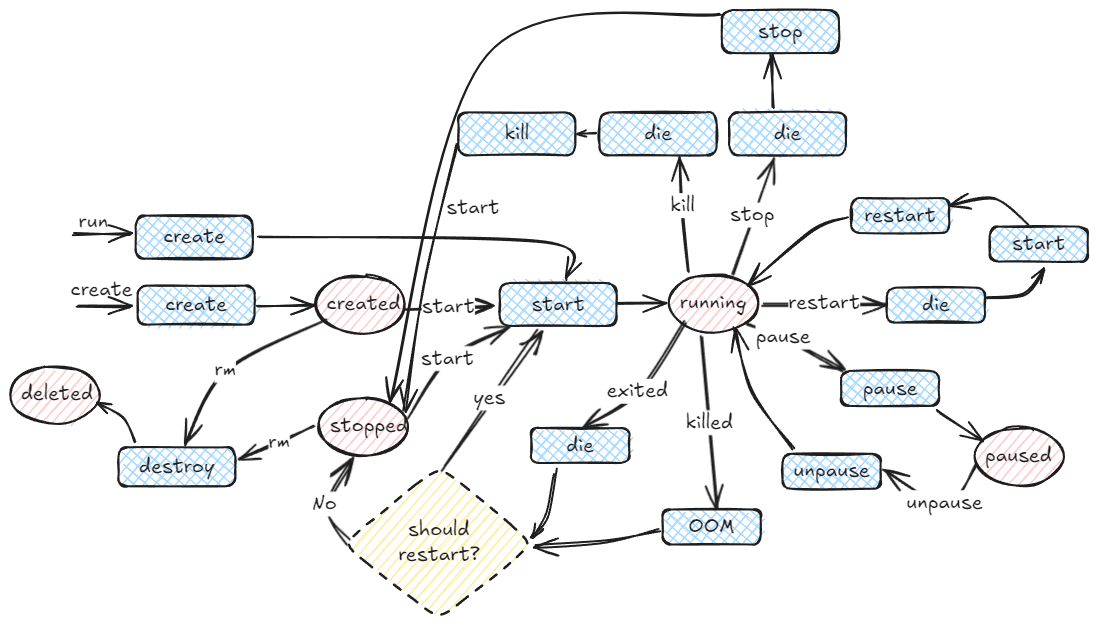 stop
kill
die
die
start
kill
stop
restart
run
create
start
create
create
created
start
start
running
restart
die
pause
rm
start
exited
pause
deleted
yes
killed
stopped
die
rm
destroy
unpause
paused
No
unpause
should
restart?
OOM